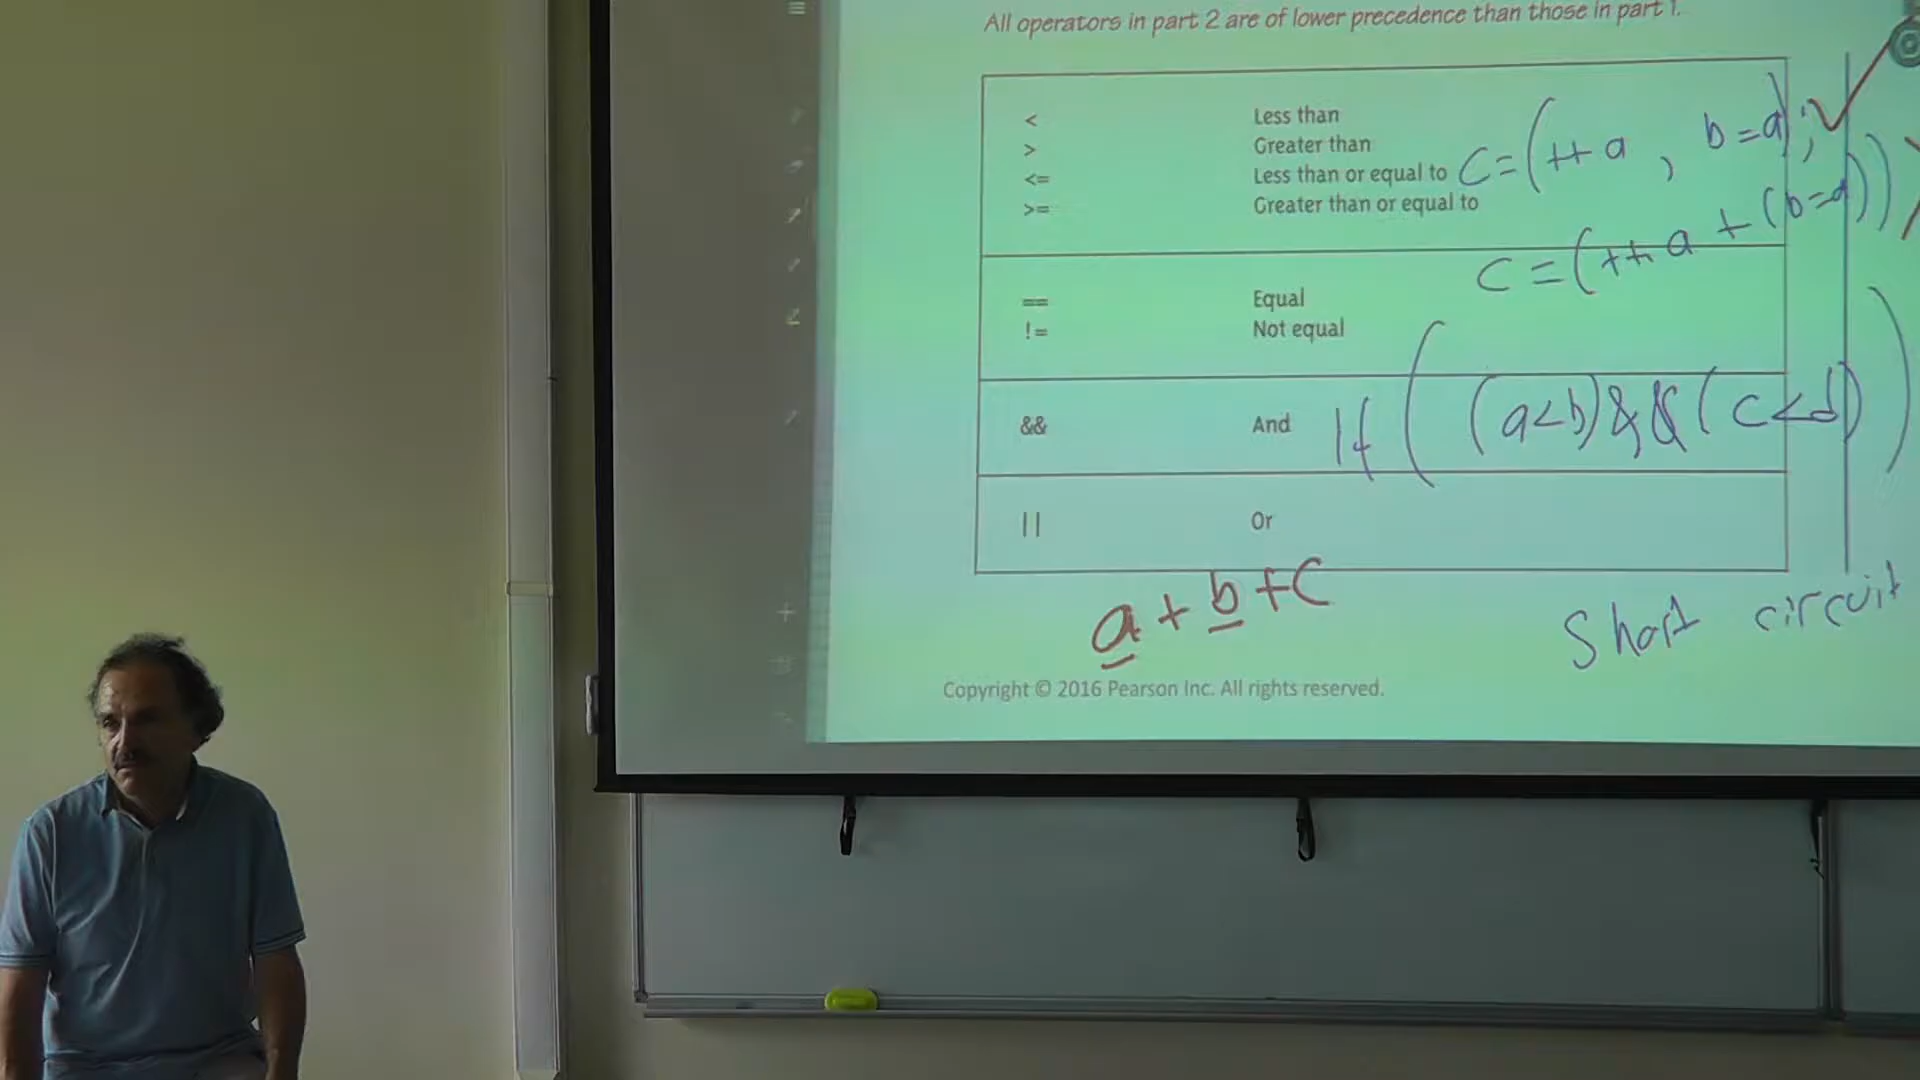 All operators in part 2 are of lower precedence than those in part 1.
< Less than
> Greater than
<= Less than or equal to
>= Greater than or equal to
C=(++a , b=a);
C=(++a+(b=a))
== Equal
!= Not equal
&& And
If ((a<b)&&(c<d))
|| Or
a+b+c
Short circuit
Copyright © 2016 Pearson Inc. All rights reserved.